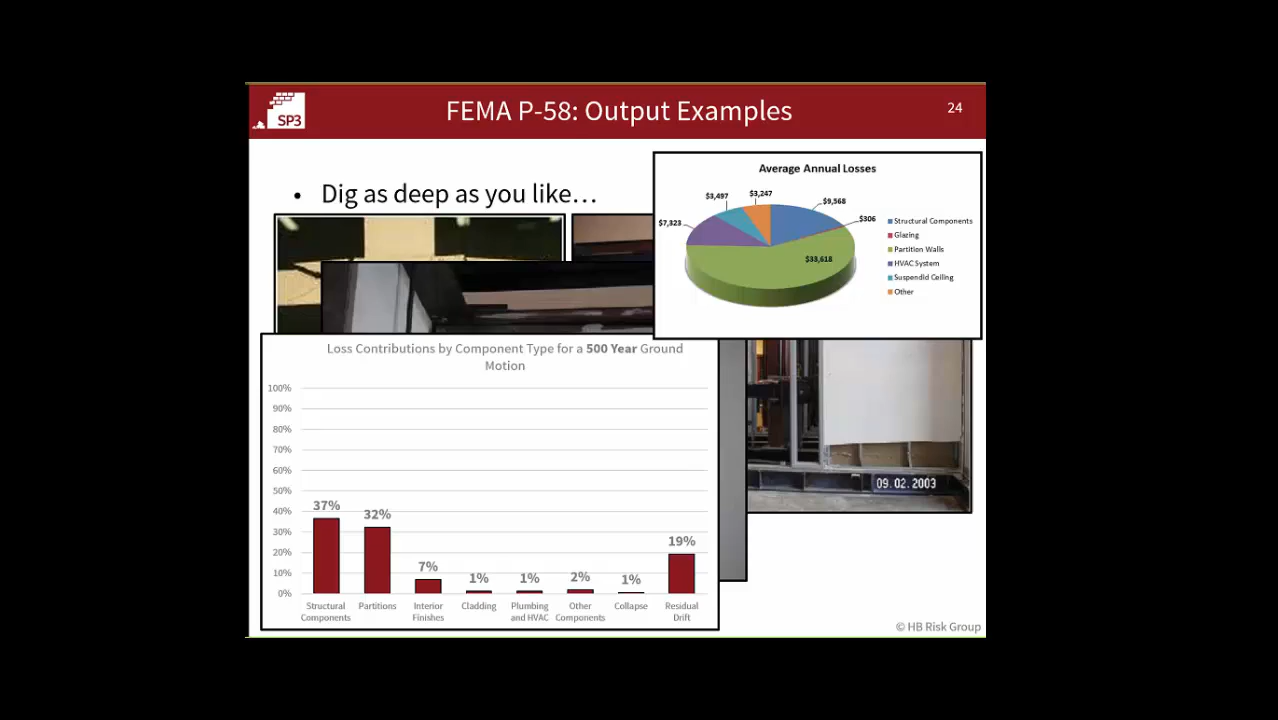 SP3
FEMA P-58: Output Examples
24
• Dig as deep as you like…
Average Annual Losses
$3,497
$3,247
$9,568
$7,323
$306
$33,618
Structural Components
Glazing
Partition Walls
HVAC System
Suspendid Ceiling
Other
Loss Contributions by Component Type for a 500 Year Ground
Motion
100%
90%
80%
70%
60%
50%
40%
30%
20%
10%
0%
37%
32%
7%
1%
1%
2%
1%
19%
Structural
Components
Partitions
Interior
Finishes
Cladding
Plumbing
and HVAC
Other
Components
Collapse
Residual
Drift
09.02.2003
© HB Risk Group